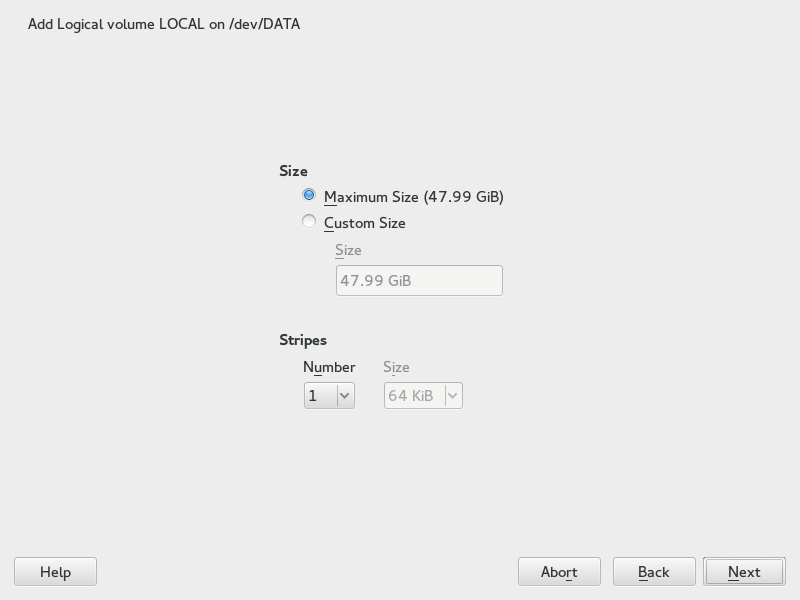 Add Logical volume LOCAL on /dev/DATA
Size
Maximum Size (47.99 GiB)
Custom Size
Size
47.99 GiB
Stripes
Number Size
1 64 KiB
Help Abort Back Next